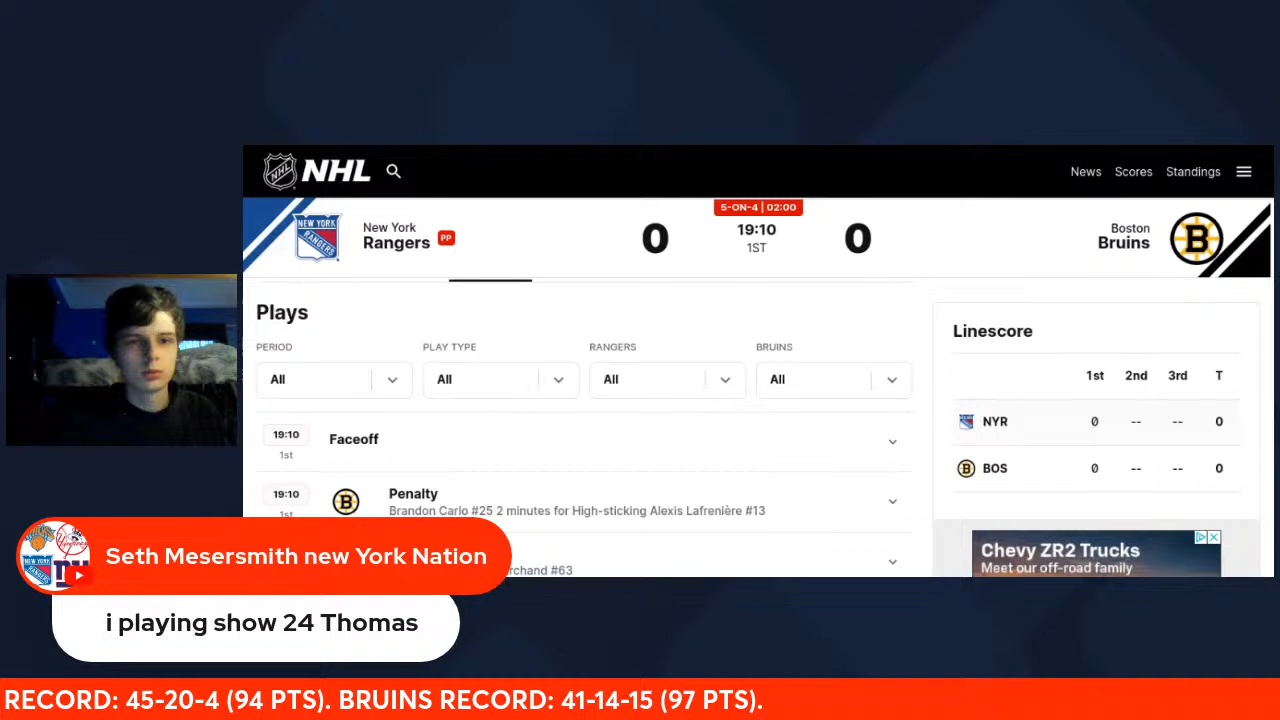 NHL
NHL
News Scores Standings
5-ON-4 | 02:00
NEW YORK
RANGERS
New York
Rangers PP
0
19:10
1ST
0
Boston
Bruins
B
Plays
PERIOD PLAY TYPE RANGERS BRUINS
All All All All
19:10
1st
Faceoff
19:10
1st
B
Penalty
Brandon Carlo #25 2 minutes for High-sticking Alexis Lafrenière #13
rchand #63
Linescore
1st 2nd 3rd T
NYR 0 -- -- 0
B BOS 0 -- -- 0
Chevy ZR2 Trucks
Meet our off-road family
Seth Mesersmith new York Nation
i playing show 24 Thomas
RECORD: 45-20-4 (94 PTS). BRUINS RECORD: 41-14-15 (97 PTS).